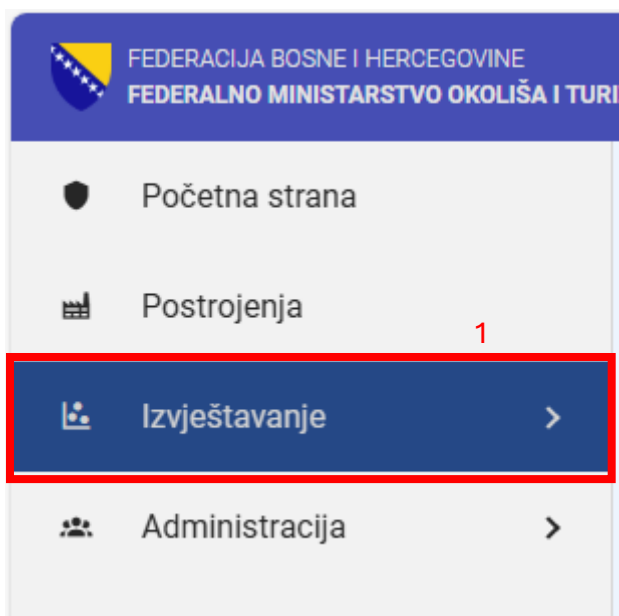 FEDERACIJA BOSNE I HERCEGOVINE
FEDERALNO MINISTARSTVO OKOLIŠA I TURI
Početna strana
Postrojenja
1
Izvještavanje
Administracija